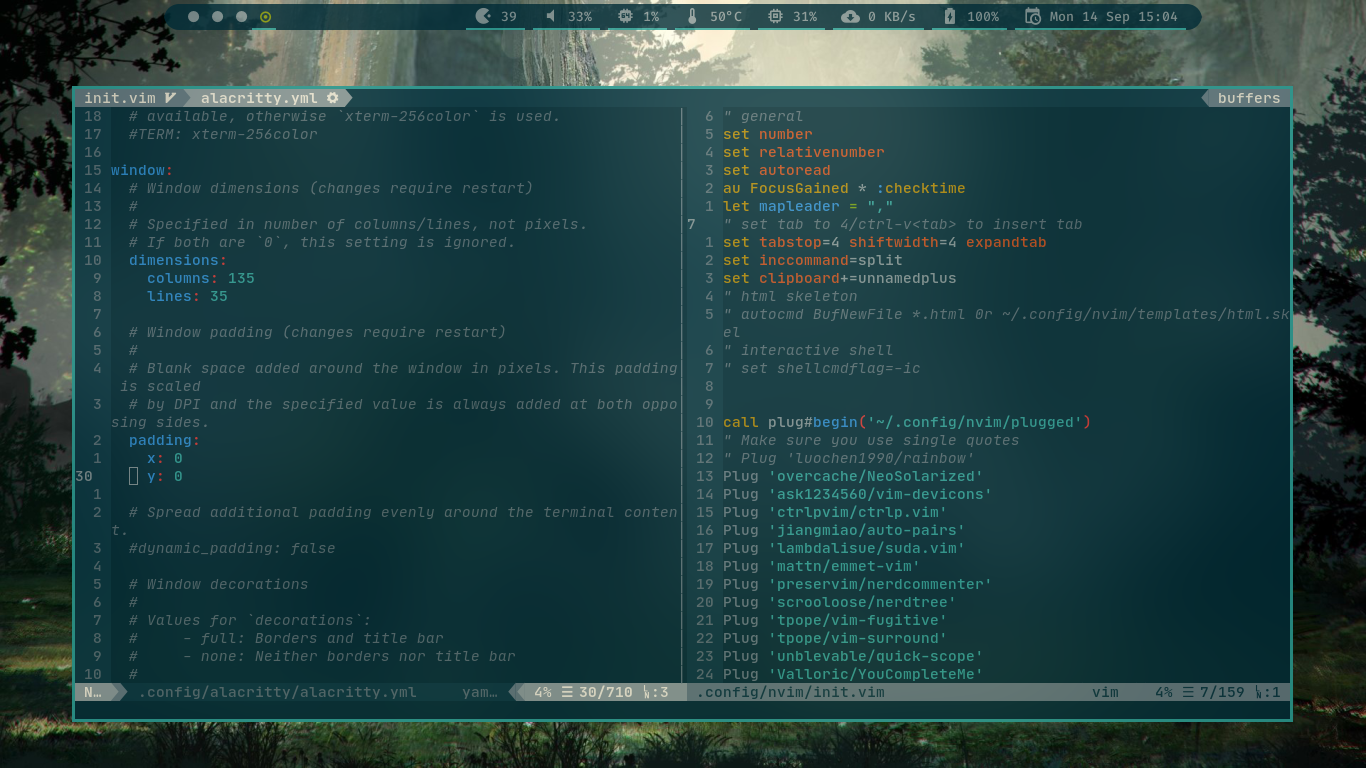 39 33% 1% 50°C 31% 0 KB/s 100% Mon 14 Sep 15:04
init.vim alacritty.yml buffers
18 # available, otherwise `xterm-256color` is used.
17 #TERM: xterm-256color
16
15 window:
14 # Window dimensions (changes require restart)
13 #
12 # Specified in number of columns/lines, not pixels.
11 # If both are `0`, this setting is ignored.
10 dimensions:
9 columns: 135
8 lines: 35
7
6 # Window padding (changes require restart)
5 #
4 # Blank space added around the window in pixels. This padding
is scaled
3 # by DPI and the specified value is always added at both oppo
sing sides.
2 padding:
1 x: 0
30 y: 0
1
2 # Spread additional padding evenly around the terminal conten
t.
3 #dynamic_padding: false
4
5 # Window decorations
6 #
7 # Values for `decorations`:
8 # - full: Borders and title bar
9 # - none: Neither borders nor title bar
10 #
N… .config/alacritty/alacritty.yml yam… 4% ☰ 30/710 :3
6 " general
5 set number
4 set relativenumber
3 set autoread
2 au FocusGained * :checktime
1 let mapleader = ","
7 " set tab to 4/ctrl-v<tab> to insert tab
1 set tabstop=4 shiftwidth=4 expandtab
2 set inccommand=split
3 set clipboard+=unnamedplus
4 " html skeleton
5 " autocmd BufNewFile *.html 0r ~/.config/nvim/templates/html.sk
el
6 " interactive shell
7 " set shellcmdflag=-ic
8
9
10 call plug#begin('~/.config/nvim/plugged')
11 " Make sure you use single quotes
12 " Plug 'luochen1990/rainbow'
13 Plug 'overcache/NeoSolarized'
14 Plug 'ask1234560/vim-devicons'
15 Plug 'ctrlpvim/ctrlp.vim'
16 Plug 'jiangmiao/auto-pairs'
17 Plug 'lambdalisue/suda.vim'
18 Plug 'mattn/emmet-vim'
19 Plug 'preservim/nerdcommenter'
20 Plug 'scrooloose/nerdtree'
21 Plug 'tpope/vim-fugitive'
22 Plug 'tpope/vim-surround'
23 Plug 'unblevable/quick-scope'
24 Plug 'Valloric/YouCompleteMe'
.config/nvim/init.vim vim 4% ☰ 7/159 :1